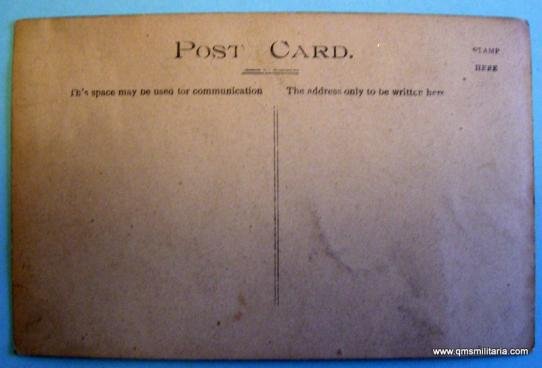 POST CARD.
STAMP
HERE
Th's space may be used for communication
The address only to be written here
www.qmsmilitaria.com